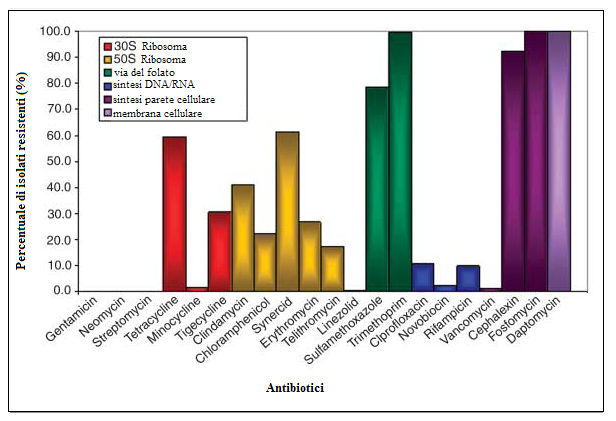 100.0
90.0
80.0
70.0
60.0
50.0
40.0
30.0
20.0
10.0
0.0
Percentuale di isolati resistenti (%)
30S Ribosoma
50S Ribosoma
via del folato
sintesi DNA/RNA
sintesi parete cellulare
membrana cellulare
Gentamicin
Neomycin
Streptomycin
Tetracycline
Minocycline
Tigecycline
Clindamycin
Chloramphenicol
Synercid
Erythromycin
Telithromycin
Linezolid
Sulfamethoxazole
Trimethoprim
Ciprofloxacin
Novobiocin
Rifampicin
Vancomycin
Cephalexin
Fosfomycin
Daptomycin
Antibiotici